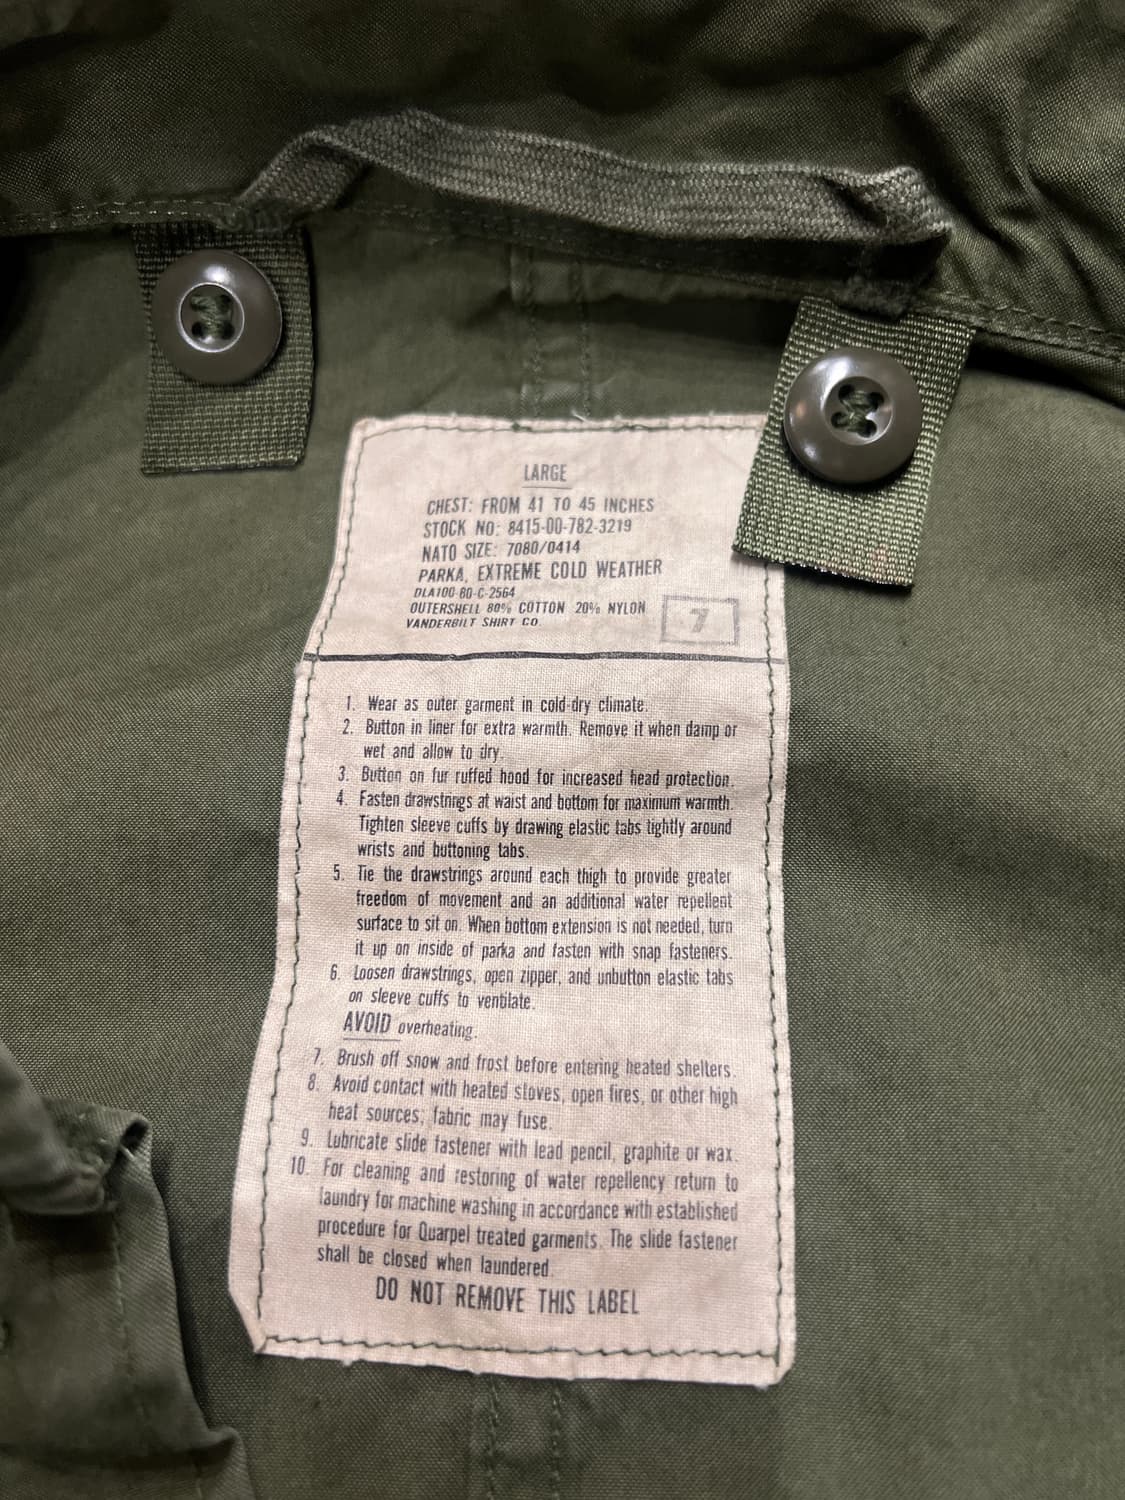 LARGE
CHEST: FROM 41 TO 45 INCHES
STOCK NO: 8415-00-782-3219
NATO SIZE: 7080/0414
PARKA, EXTREME COLD WEATHER
DLA100-80-C-2564
OUTERSHELL 80% COTTON 20% NYLON
VANDERBILT SHIRT CO
7
1. Wear as outer garment in cold-dry climate.
2. Button in liner for extra warmth. Remove it when damp or
wet and allow to dry.
3. Button on fur ruffed hood for increased head protection.
4. Fasten drawstrings at waist and bottom for maximum warmth.
Tighten sleeve cuffs by drawing elastic tabs tightly around
wrists and buttoning tabs.
5. Tie the drawstrings around each thigh to provide greater
freedom of movement and an additional water repellent
surface to sit on. When bottom extension is not needed, turn
it up on inside of parka and fasten with snap fasteners.
6. Loosen drawstrings, open zipper, and unbutton elastic tabs
on sleeve cuffs to ventilate.
AVOID overheating.
7. Brush off snow and frost before entering heated shelters.
8. Avoid contact with heated stoves, open fires, or other high
heat sources; fabric may fuse.
9. Lubricate slide fastener with lead pencil, graphite or wax.
10. For cleaning and restoring of water repellency return to
laundry for machine washing in accordance with established
procedure for Quarpel treated garments. The slide fastener
shall be closed when laundered.
DO NOT REMOVE THIS LABEL